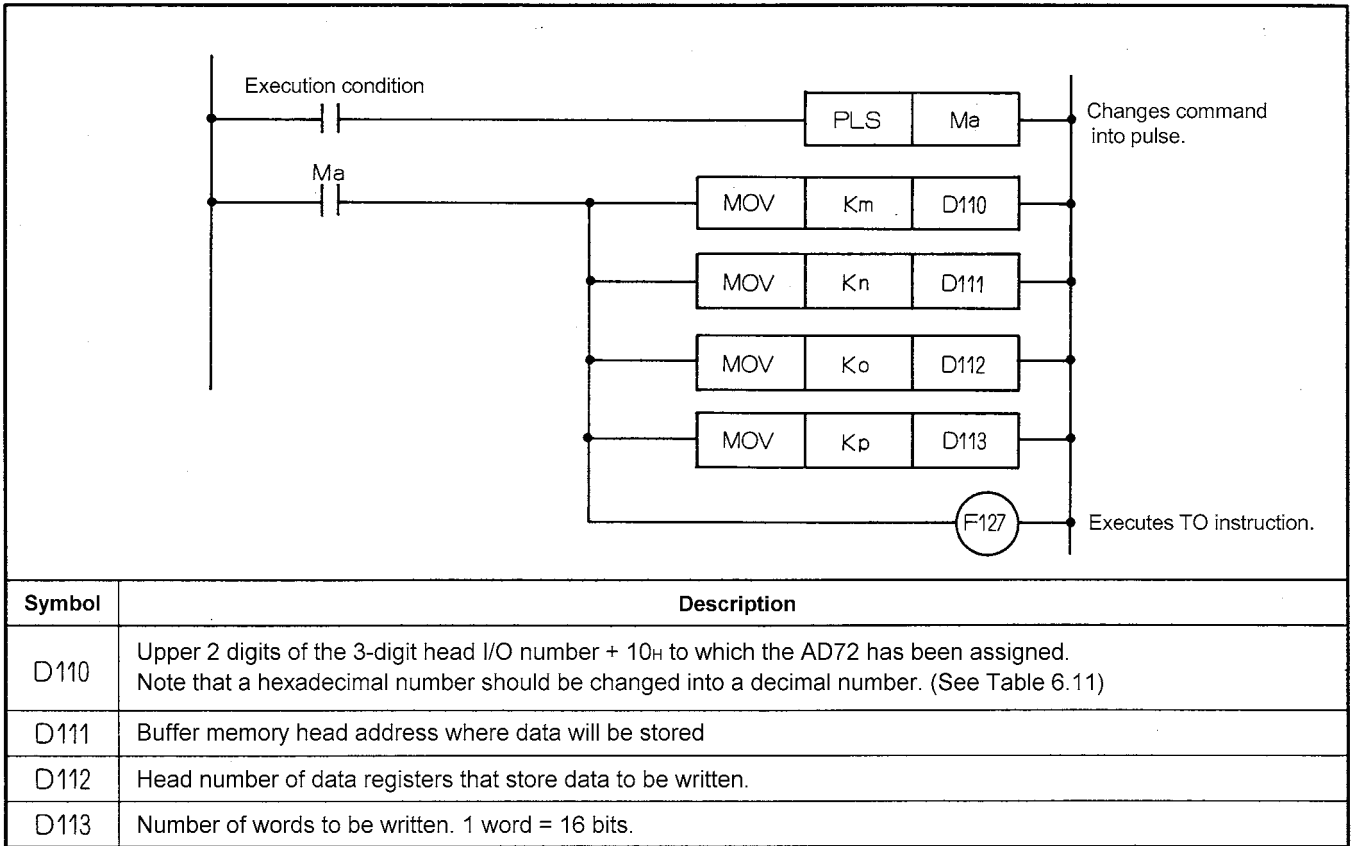 Execution condition
PLS Ma
Changes command
into pulse.
Ma
MOV Km D110
MOV Kn D111
MOV Ko D112
MOV Kp D113
F127
Executes TO instruction.
Symbol Description
D110 Upper 2 digits of the 3-digit head I/O number + 10H to which the AD72 has been assigned.
Note that a hexadecimal number should be changed into a decimal number. (See Table 6.11)
D111 Buffer memory head address where data will be stored
D112 Head number of data registers that store data to be written.
D113 Number of words to be written. 1 word = 16 bits.